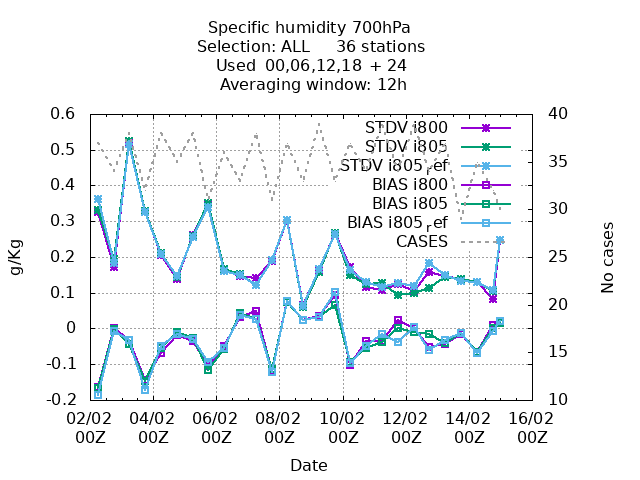 Specific humidity 700hPa
Selection: ALL 36 stations
Used 00,06,12,18 + 24
Averaging window: 12h
g/Kg
No cases
0.6
0.5
0.4
0.3
0.2
0.1
0
-0.1
-0.2
40
35
30
25
20
15
10
STDV i800
STDV i805
STDV i805_ref
BIAS i800
BIAS i805
BIAS i805_ref
CASES
02/02 04/02 06/02 08/02 10/02 12/02 14/02 16/02
00Z 00Z 00Z 00Z 00Z 00Z 00Z 00Z
Date